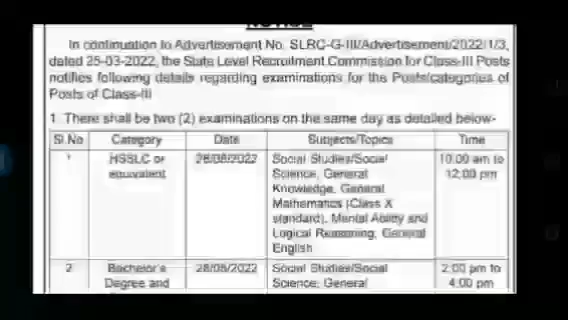 NOTICE
In continuation to Advertisement No. SLRC-G-III/Advertisement/2022/1/3,
dated 25-03-2022, the State Level Recruitment Commission for Class-III Posts
notifies following details regarding examinations for the Posts/categories of
Posts of Class-III
1. There shall be two (2) examinations on the same day as detailed below-
Sl.No Category Date Subjects/Topics Time
1 HSSLC or 28/08/2022 Social Studies/Social 10.00 am to
equivalent Science, General 12.00 pm
Knowledge, General
Mathematics (Class X
standard), Mental Ability and
Logical Reasoning, General
English
2 Bachelor's 28/08/2022 Social Studies/Social 2:00 pm to
Degree and Science, General 4:00 pm